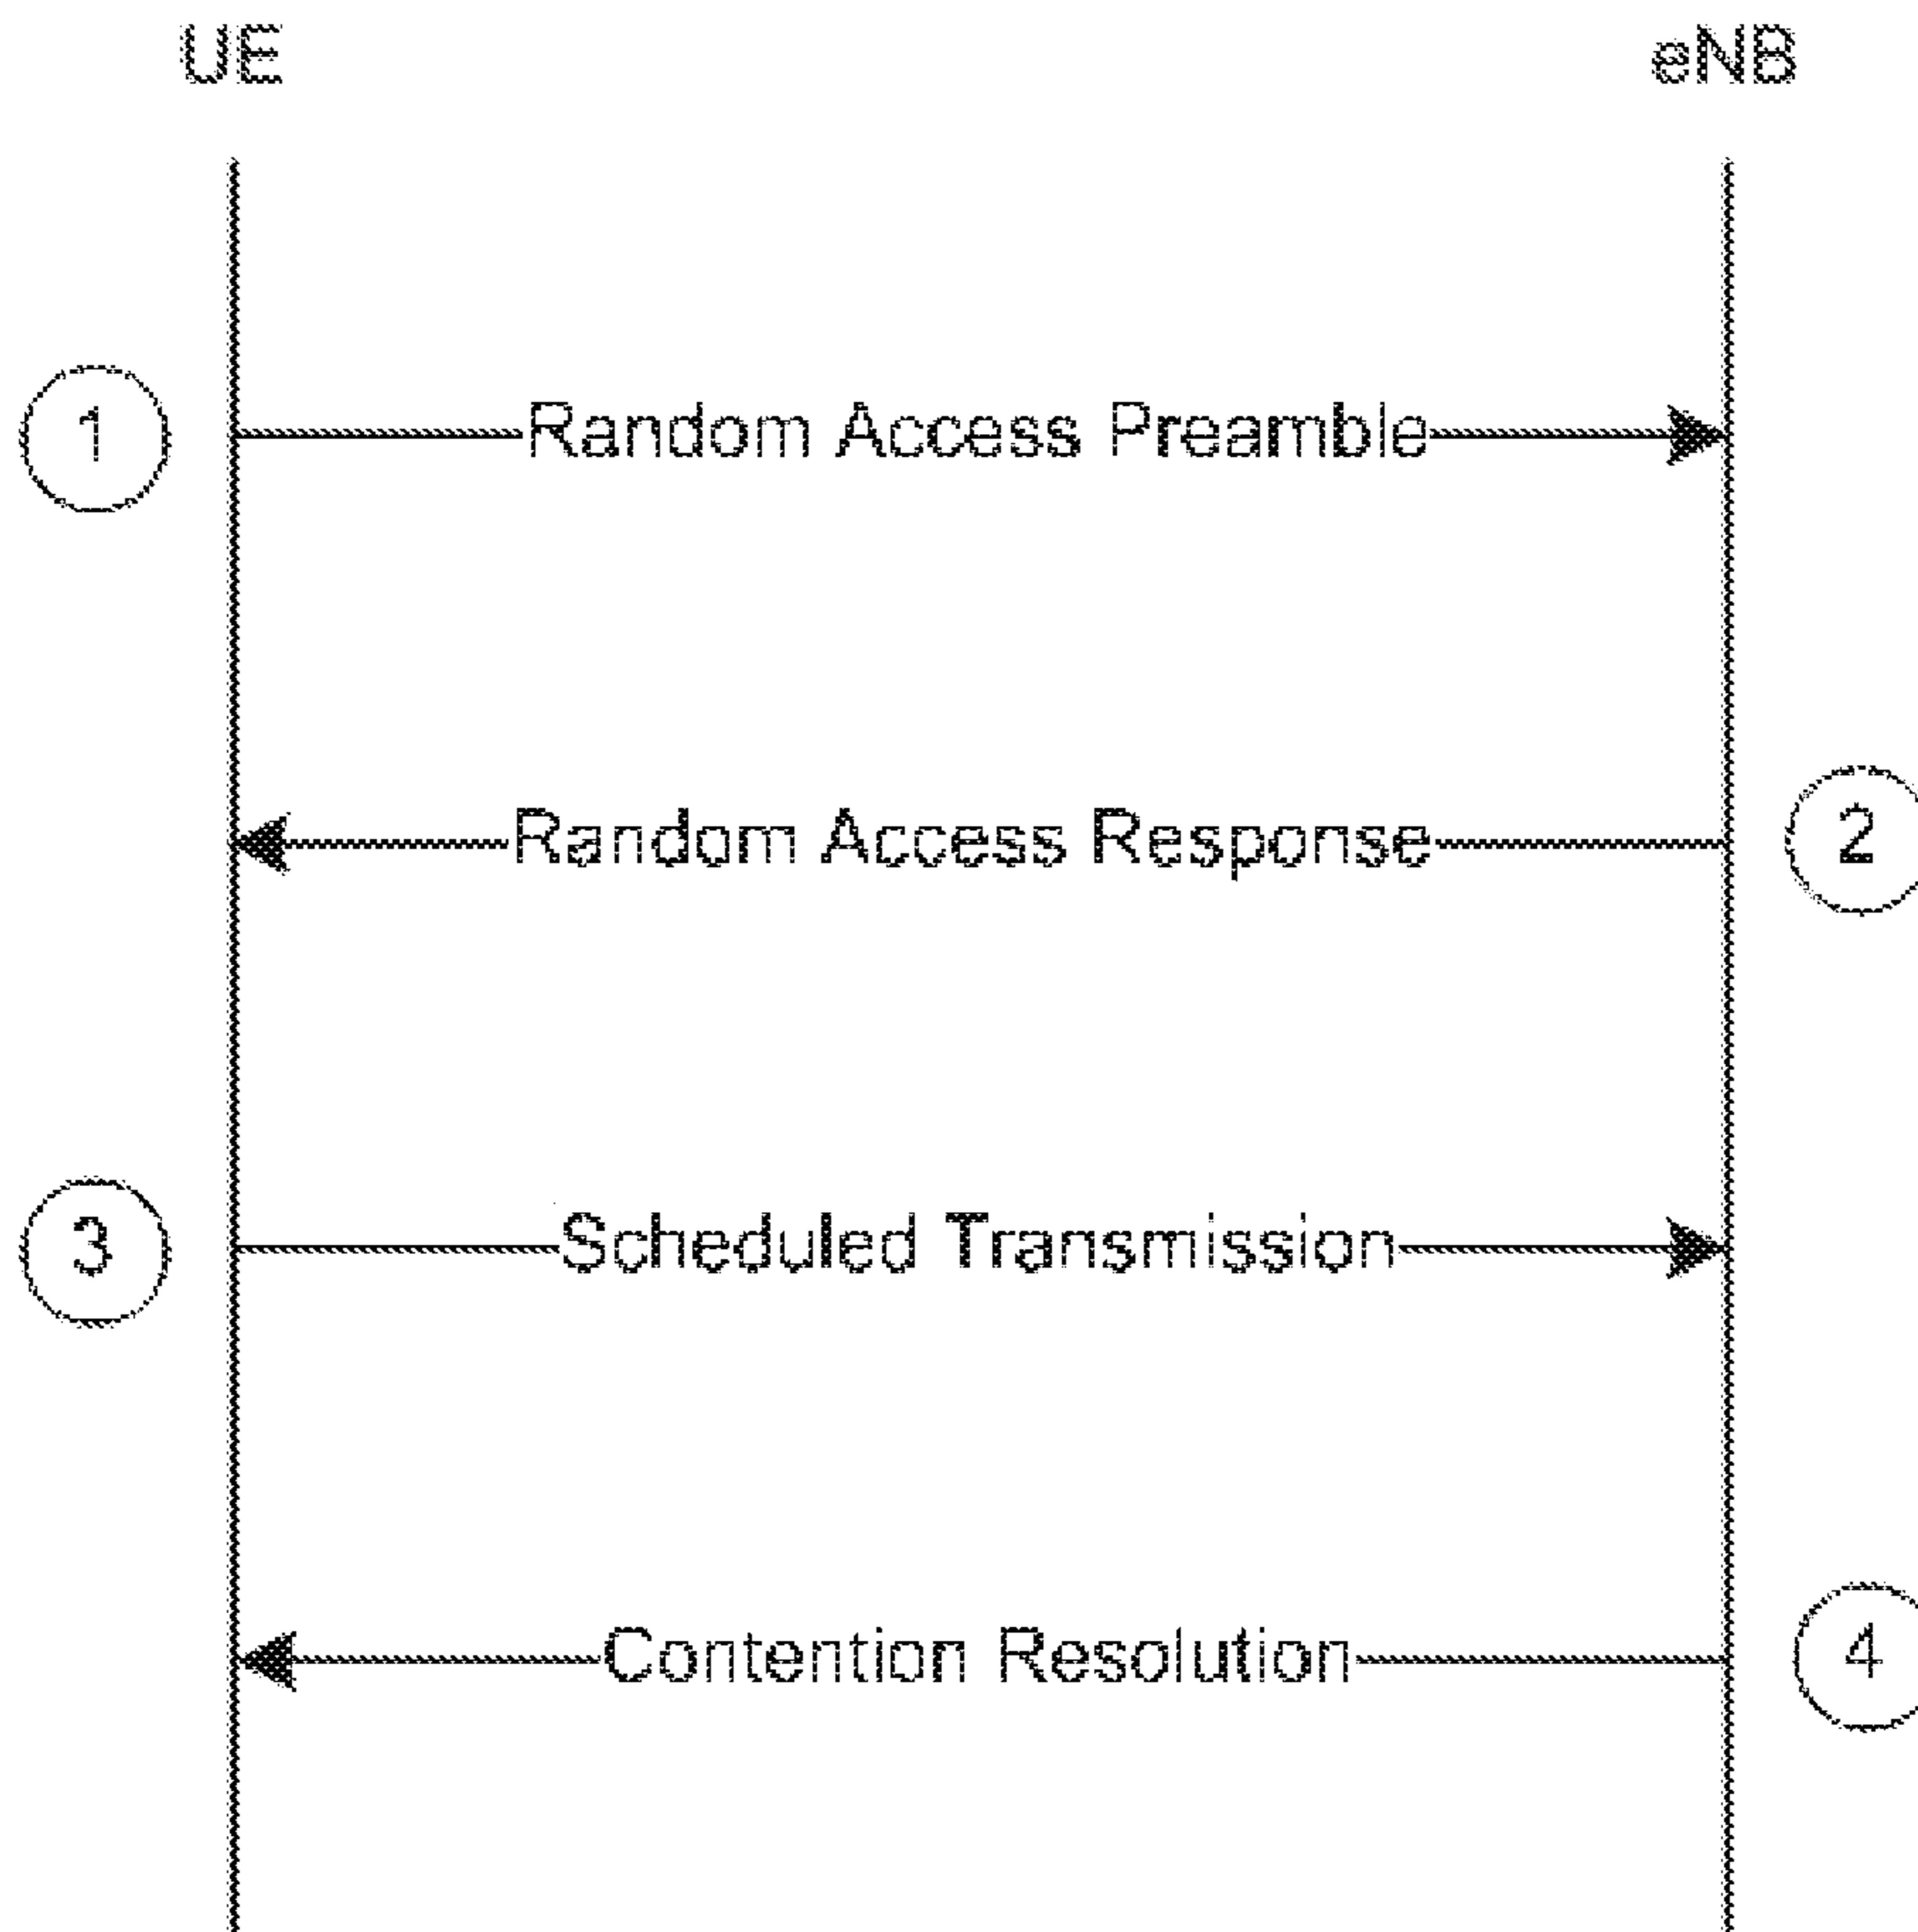 UE eNB
1 Random Access Preamble
Random Access Response 2
3 Scheduled Transmission
Contention Resolution 4